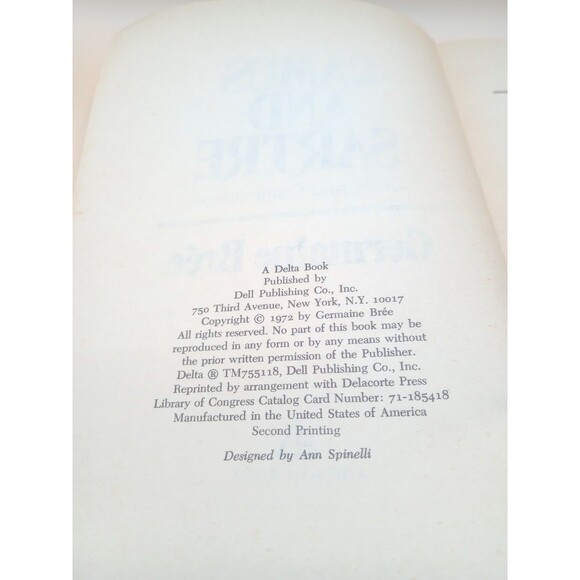 A Delta Book
Published by
Dell Publishing Co., Inc.
750 Third Avenue, New York, N.Y. 10017
Copyright © 1972 by Germaine Brée
All rights reserved. No part of this book may be
reproduced in any form or by any means without
the prior written permission of the Publisher.
Delta ® TM755118, Dell Publishing Co., Inc.
Reprinted by arrangement with Delacorte Press
Library of Congress Catalog Card Number: 71-185418
Manufactured in the United States of America
Second Printing
Designed by Ann Spinelli